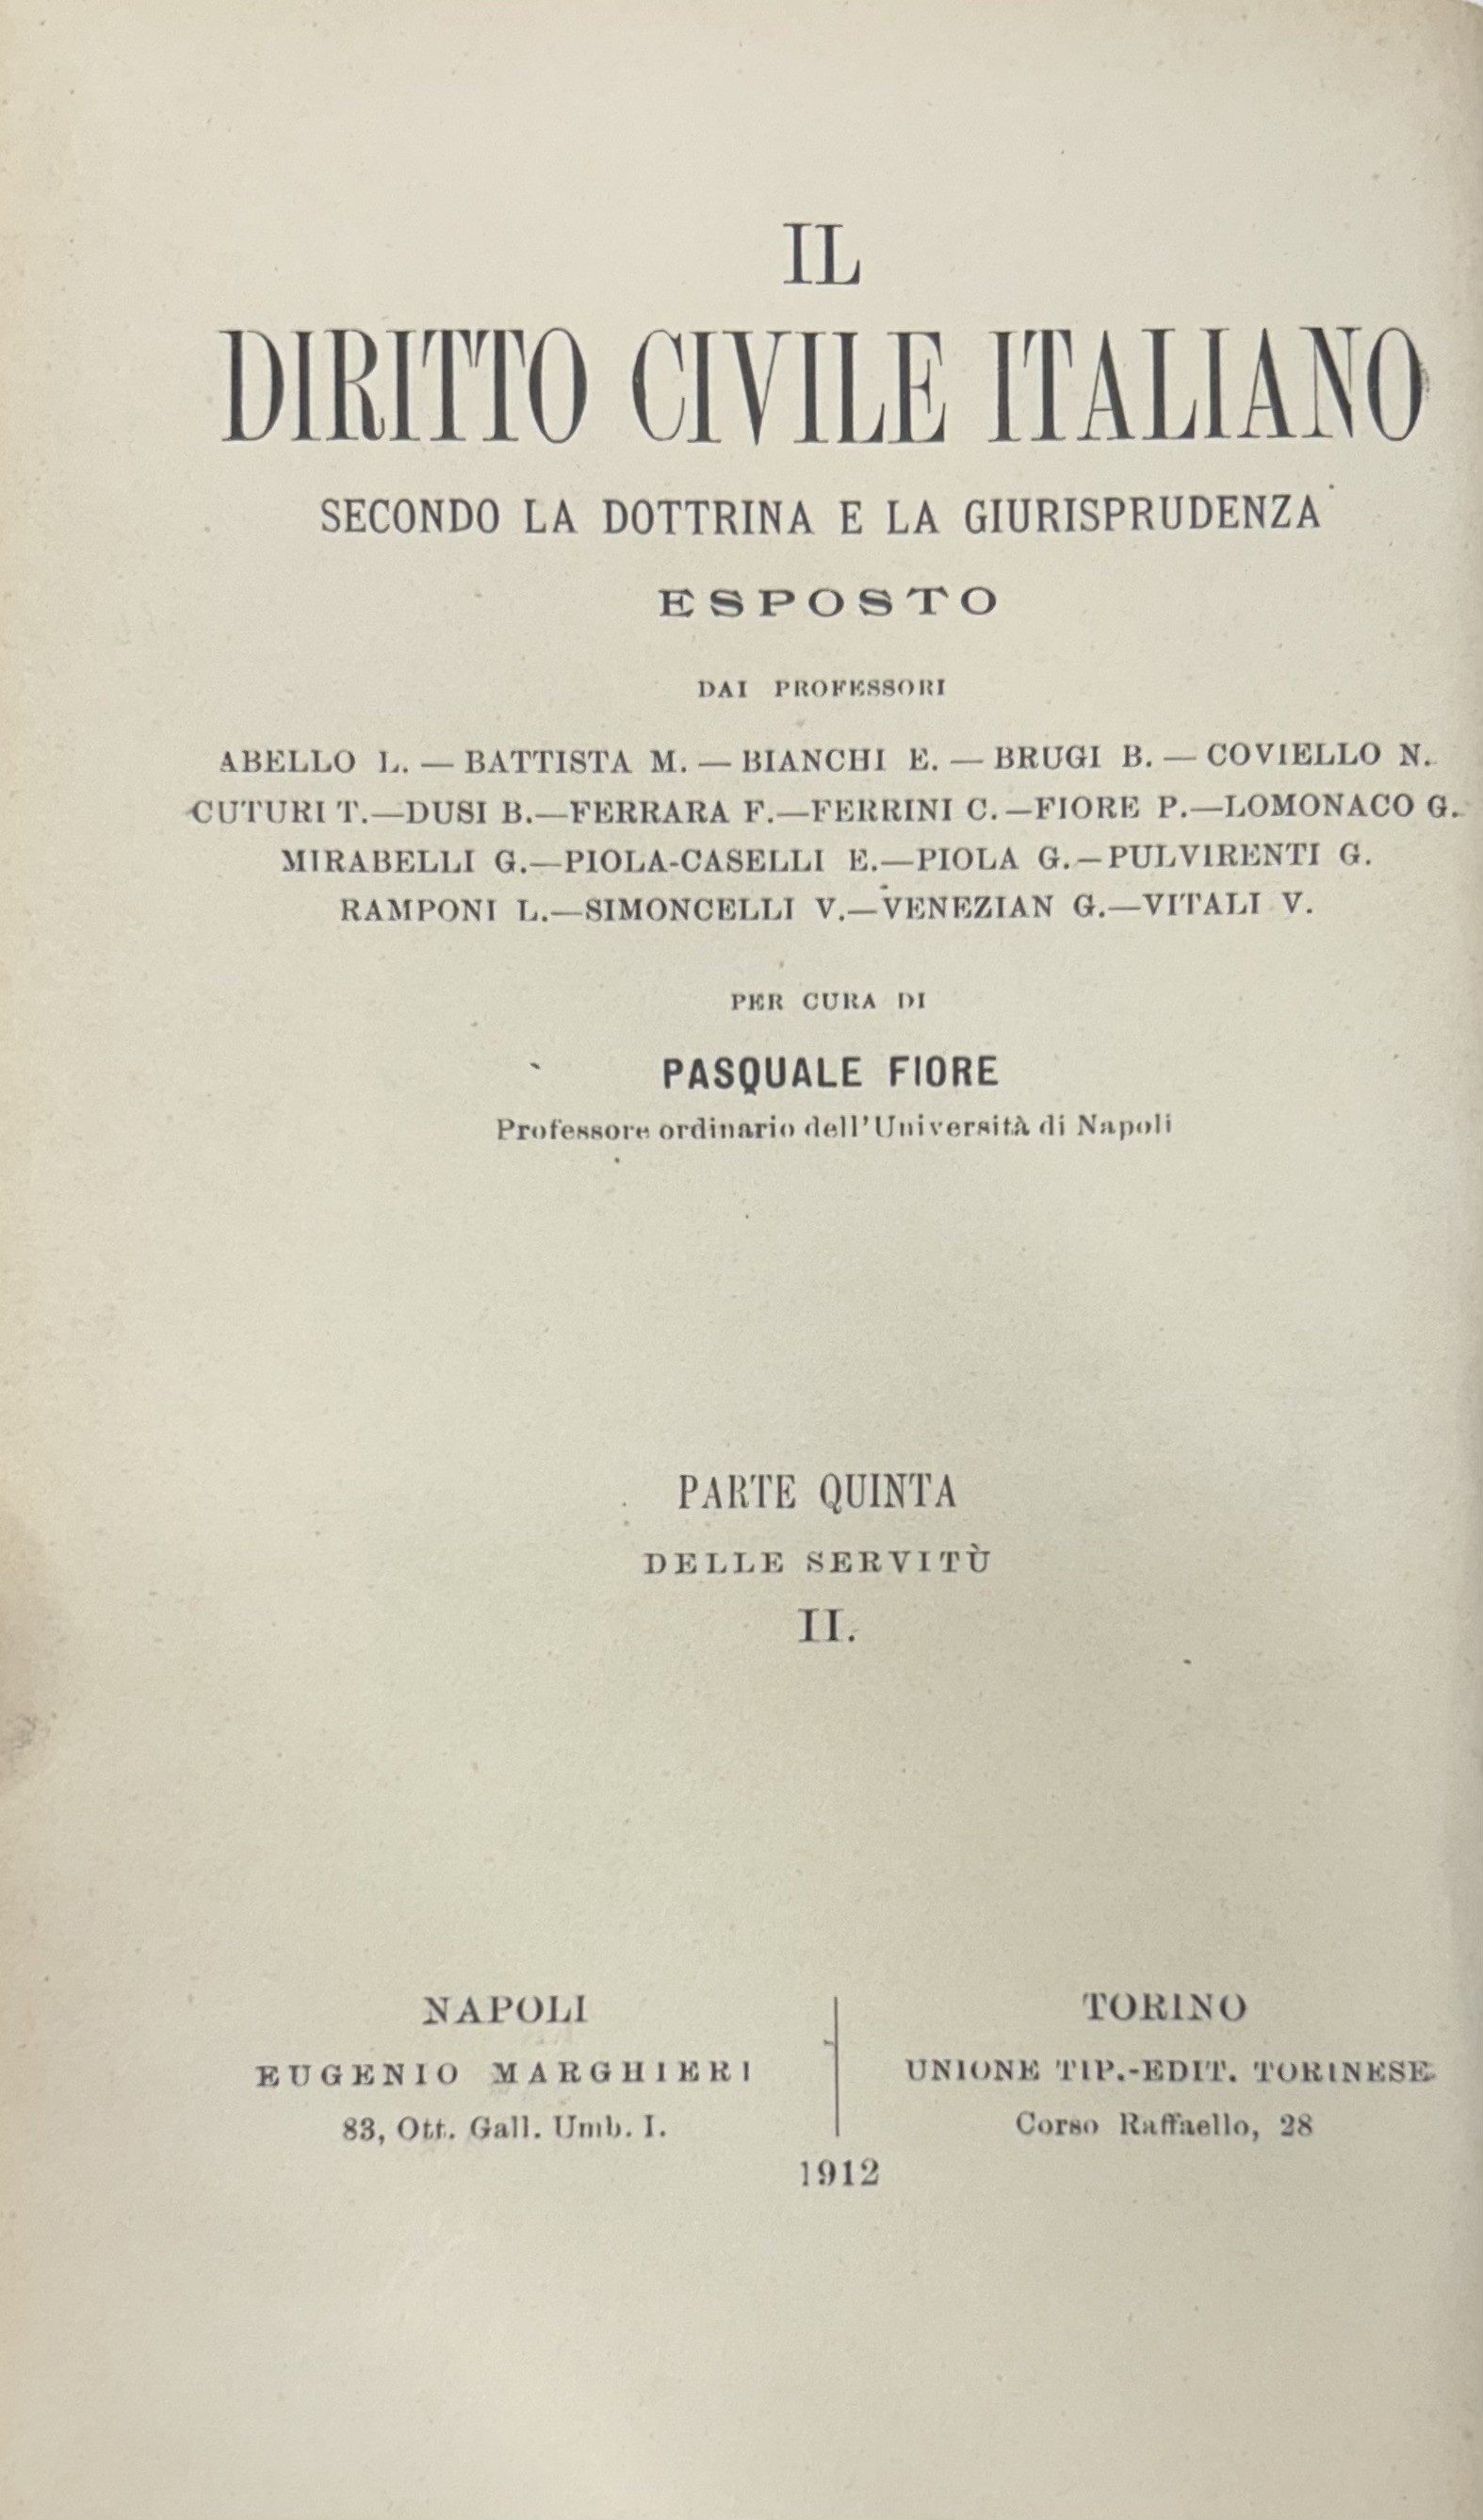 IL
DIRITTO CIVILE ITALIANO
SECONDO LA DOTTRINA E LA GIURISPRUDENZA
ESPOSTO
DAI PROFESSORI
ABELLO L. — BATTISTA M. — BIANCHI E. — BRUGI B. — COVIELLO N.
CUTURI T.—DUSI B.—FERRARA F.—FERRINI C.—FIORE P.—LOMONACO G.
MIRABELLI G.—PIOLA-CASELLI E.—PIOLA G.—PULVIRENTI G.
RAMPONI L.—SIMONCELLI V.—VENEZIAN G.—VITALI V.
PER CURA DI
PASQUALE FIORE
Professore ordinario dell'Università di Napoli
PARTE QUINTA
DELLE SERVITÙ
II.
NAPOLI
EUGENIO MARGHIERI
83, Ott. Gall. Umb. I.
TORINO
UNIONE TIP.-EDIT. TORINESE
Corso Raffaello, 28
1912